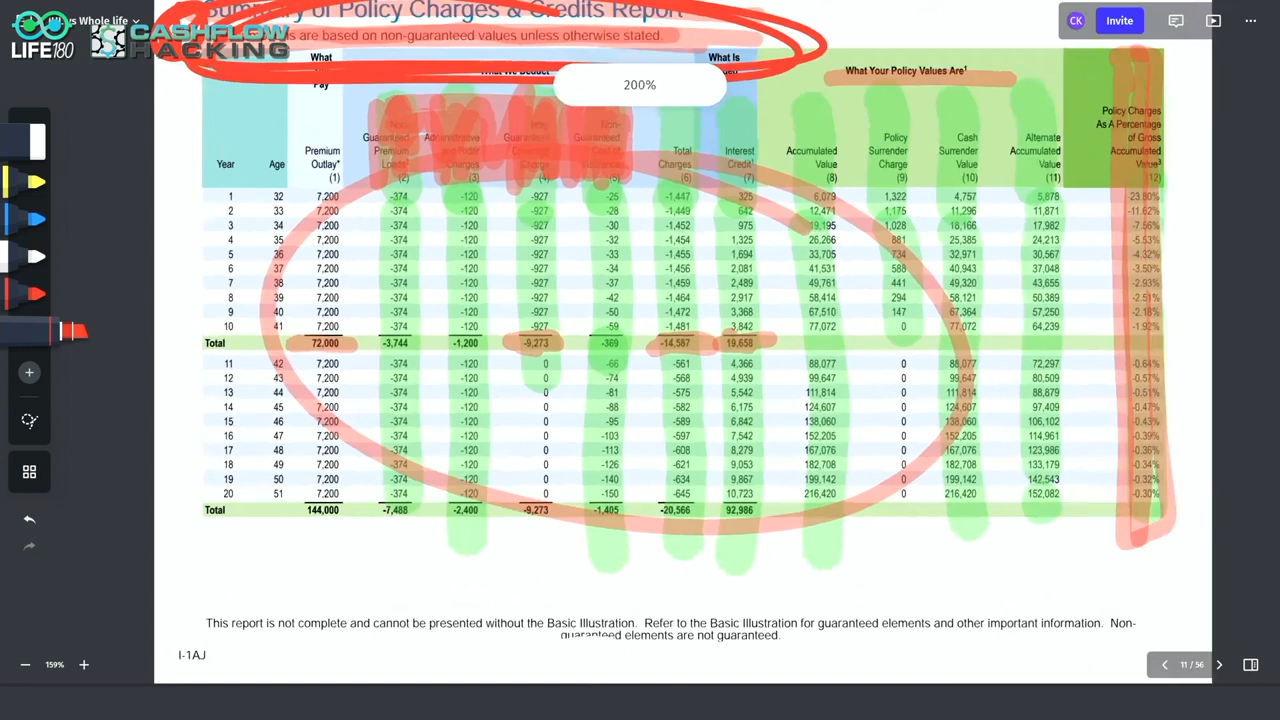 Summary of Policy Charges & Credits Report
Whole life
CK
Invite
LIFE180
CASHFLOW
HACKING
are based on non-guaranteed values unless otherwise stated.
What
What Is
Pay
What We Deduct
What Your Policy Values Are¹
200%
Year Age Premium Outlay* (1) Non-Guaranteed Premium Loads (2) Administrative and Rider Charges (3) Guaranteed Coverage Charge (4) Non-Guaranteed Cost of Insurance (5) Total Charges (6) Interest Credit¹ (7) Accumulated Value (8) Policy Surrender Charge (9) Cash Surrender Value (10) Alternate Accumulated Value (11) Policy Charges As A Percentage of Gross Accumulated Value³ (12)
1 32 7,200 -374 -120 -927 -25 -1,447 325 6,079 1,322 4,757 5,878 -23.80%
2 33 7,200 -374 -120 -927 -28 -1,449 642 12,471 1,175 11,296 11,871 -11.62%
3 34 7,200 -374 -120 -927 -30 -1,452 975 19,195 1,028 18,166 17,982 -7.56%
4 35 7,200 -374 -120 -927 -32 -1,454 1,325 26,266 881 25,385 24,213 -5.53%
5 36 7,200 -374 -120 -927 -33 -1,455 1,694 33,705 734 32,971 30,567 -4.32%
6 37 7,200 -374 -120 -927 -34 -1,456 2,081 41,531 588 40,943 37,048 -3.50%
7 38 7,200 -374 -120 -927 -37 -1,459 2,489 49,761 441 49,320 43,655 -2.93%
8 39 7,200 -374 -120 -927 -42 -1,464 2,917 58,414 294 58,121 50,389 -2.51%
9 40 7,200 -374 -120 -927 -50 -1,472 3,368 67,510 147 67,364 57,250 -2.18%
10 41 7,200 -374 -120 -927 -59 -1,481 3,842 77,072 0 77,072 64,239 -1.92%
Total 72,000 -3,744 -1,200 -9,273 -369 -14,587 19,658
11 42 7,200 -374 -120 0 -66 -561 4,366 88,077 0 88,077 72,297 -0.64%
12 43 7,200 -374 -120 0 -74 -568 4,939 99,647 0 99,647 80,509 -0.57%
13 44 7,200 -374 -120 0 -81 -575 5,542 111,814 0 111,814 88,879 -0.51%
14 45 7,200 -374 -120 0 -88 -582 6,175 124,607 0 124,607 97,409 -0.47%
15 46 7,200 -374 -120 0 -95 -589 6,842 138,060 0 138,060 106,102 -0.43%
16 47 7,200 -374 -120 0 -103 -597 7,542 152,205 0 152,205 114,961 -0.39%
17 48 7,200 -374 -120 0 -113 -608 8,279 167,076 0 167,076 123,986 -0.36%
18 49 7,200 -374 -120 0 -126 -621 9,053 182,708 0 182,708 133,179 -0.34%
19 50 7,200 -374 -120 0 -140 -634 9,867 199,142 0 199,142 142,543 -0.32%
20 51 7,200 -374 -120 0 -150 -645 10,723 216,420 0 216,420 152,082 -0.30%
Total 144,000 -7,488 -2,400 -9,273 -1,405 -20,566 92,986
This report is not complete and cannot be presented without the Basic Illustration. Refer to the Basic Illustration for guaranteed elements and other important information. Non-
guaranteed elements are not guaranteed.
I-1AJ
159%
11 / 56